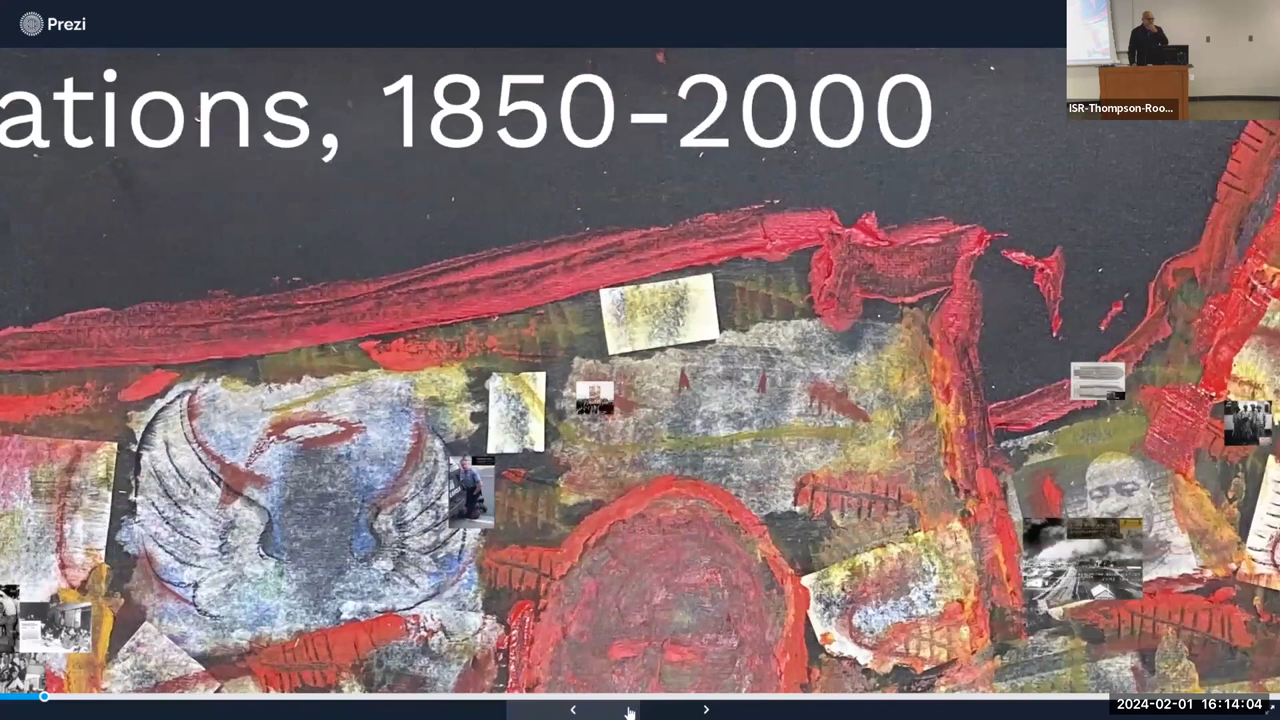 Prezi
ations, 1850-2000
ISR-Thompson-Roo...
2024-02-01 16:14:04